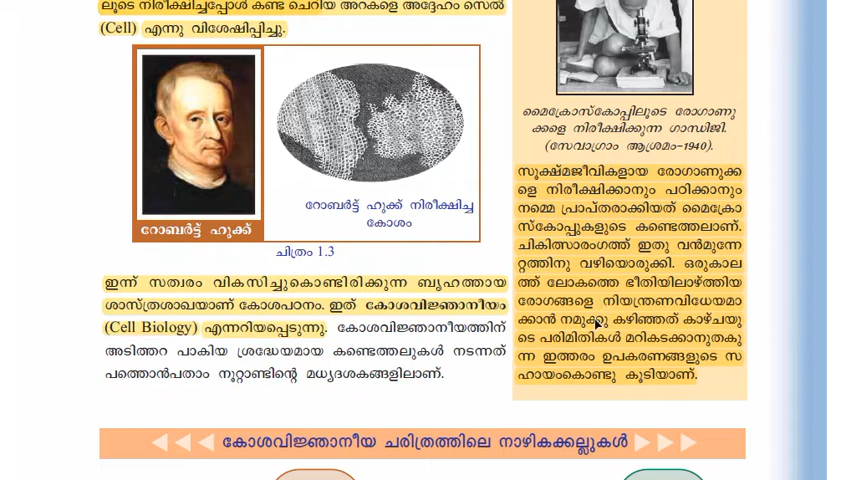 ലൂടെ നിരീക്ഷിച്ചപ്പോൾ കണ്ട ചെറിയ അറകളെ അദ്ദേഹം സെൽ
(Cell) എന്നു വിശേഷിപ്പിച്ചു.
റോബർട്ട് ഹുക്ക്
റോബർട്ട് ഹുക്ക് നിരീക്ഷിച്ച
കോശം
ചിത്രം 1.3
ഇന്ന് സത്വരം വികസിച്ചുകൊണ്ടിരിക്കുന്ന ബൃഹത്തായ
ശാസ്ത്രശാഖയാണ് കോശപഠനം. ഇത് കോശവിജ്ഞാനീയം
(Cell Biology) എന്നറിയപ്പെടുന്നു. കോശവിജ്ഞാനീയത്തിന്
അടിത്തറ പാകിയ ശ്രദ്ധേയമായ കണ്ടെത്തലുകൾ നടന്നത്
പത്തൊൻപതാം നൂറ്റാണ്ടിന്റെ മധ്യദശകങ്ങളിലാണ്.
മൈക്രോസ്കോപ്പിലൂടെ രോഗാണു
ക്കളെ നിരീക്ഷിക്കുന്ന ഗാന്ധിജി.
(സേവാഗ്രാം ആശ്രമം-1940).
സൂക്ഷ്മജീവികളായ രോഗാണുക്ക
ളെ നിരീക്ഷിക്കാനും പഠിക്കാനും
നമ്മെ പ്രാപ്തരാക്കിയത് മൈക്രോ
സ്കോപ്പുകളുടെ കണ്ടെത്തലാണ്.
ചികിത്സാരംഗത്ത് ഇതു വൻമുന്നേ
റ്റത്തിനു വഴിയൊരുക്കി. ഒരുകാല
ത്ത് ലോകത്തെ ഭീതിയിലാഴ്ത്തിയ
രോഗങ്ങളെ നിയന്ത്രണവിധേയമാ
ക്കാൻ നമുക്കു കഴിഞ്ഞത് കാഴ്ചയു
ടെ പരിമിതികൾ മറികടക്കാനുതകു
ന്ന ഇത്തരം ഉപകരണങ്ങളുടെ സ
ഹായംകൊണ്ടു കൂടിയാണ്.
കോശവിജ്ഞാനീയ ചരിത്രത്തിലെ നാഴികക്കല്ലുകൾ